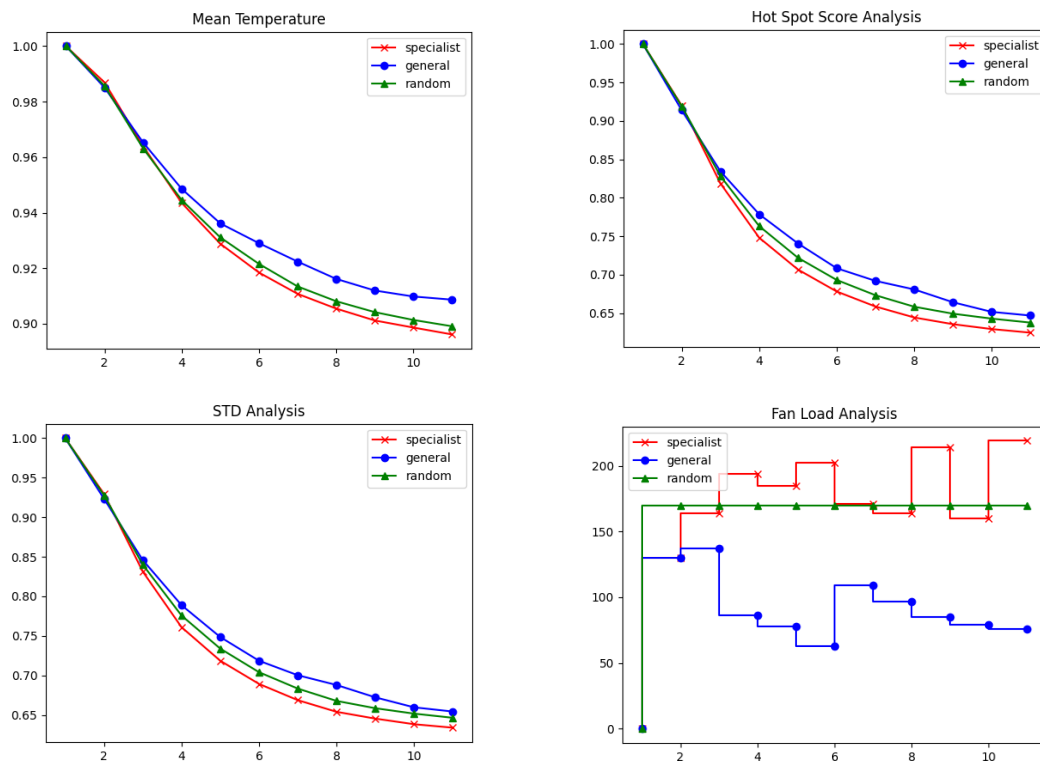 Mean Temperature
1.00
0.98
0.96
0.94
0.92
0.90
specialist
general
random
2 4 6 8 10
Hot Spot Score Analysis
1.00
0.95
0.90
0.85
0.80
0.75
0.70
0.65
specialist
general
random
2 4 6 8 10
STD Analysis
1.00
0.95
0.90
0.85
0.80
0.75
0.70
0.65
specialist
general
random
2 4 6 8 10
Fan Load Analysis
200
150
100
50
0
specialist
general
random
2 4 6 8 10